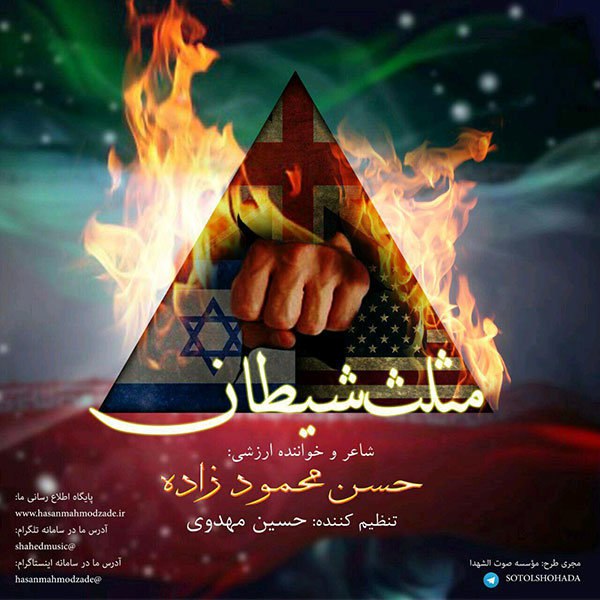 مثلث شیطان
شاعر و خواننده ارزشی:
حسن محمود زاده
تنظیم کننده: حسین مهدوی
پایگاه اطلاع رسانی ما:
www.hasanmahmodzade.ir
آدرس ما در سامانه تلگرام:
shahedmusic@
آدرس ما در سامانه اینستاگرام:
hasanmahmodzade@
مجری طرح: مؤسسه صوت الشهدا
SOTOLSHOHADA